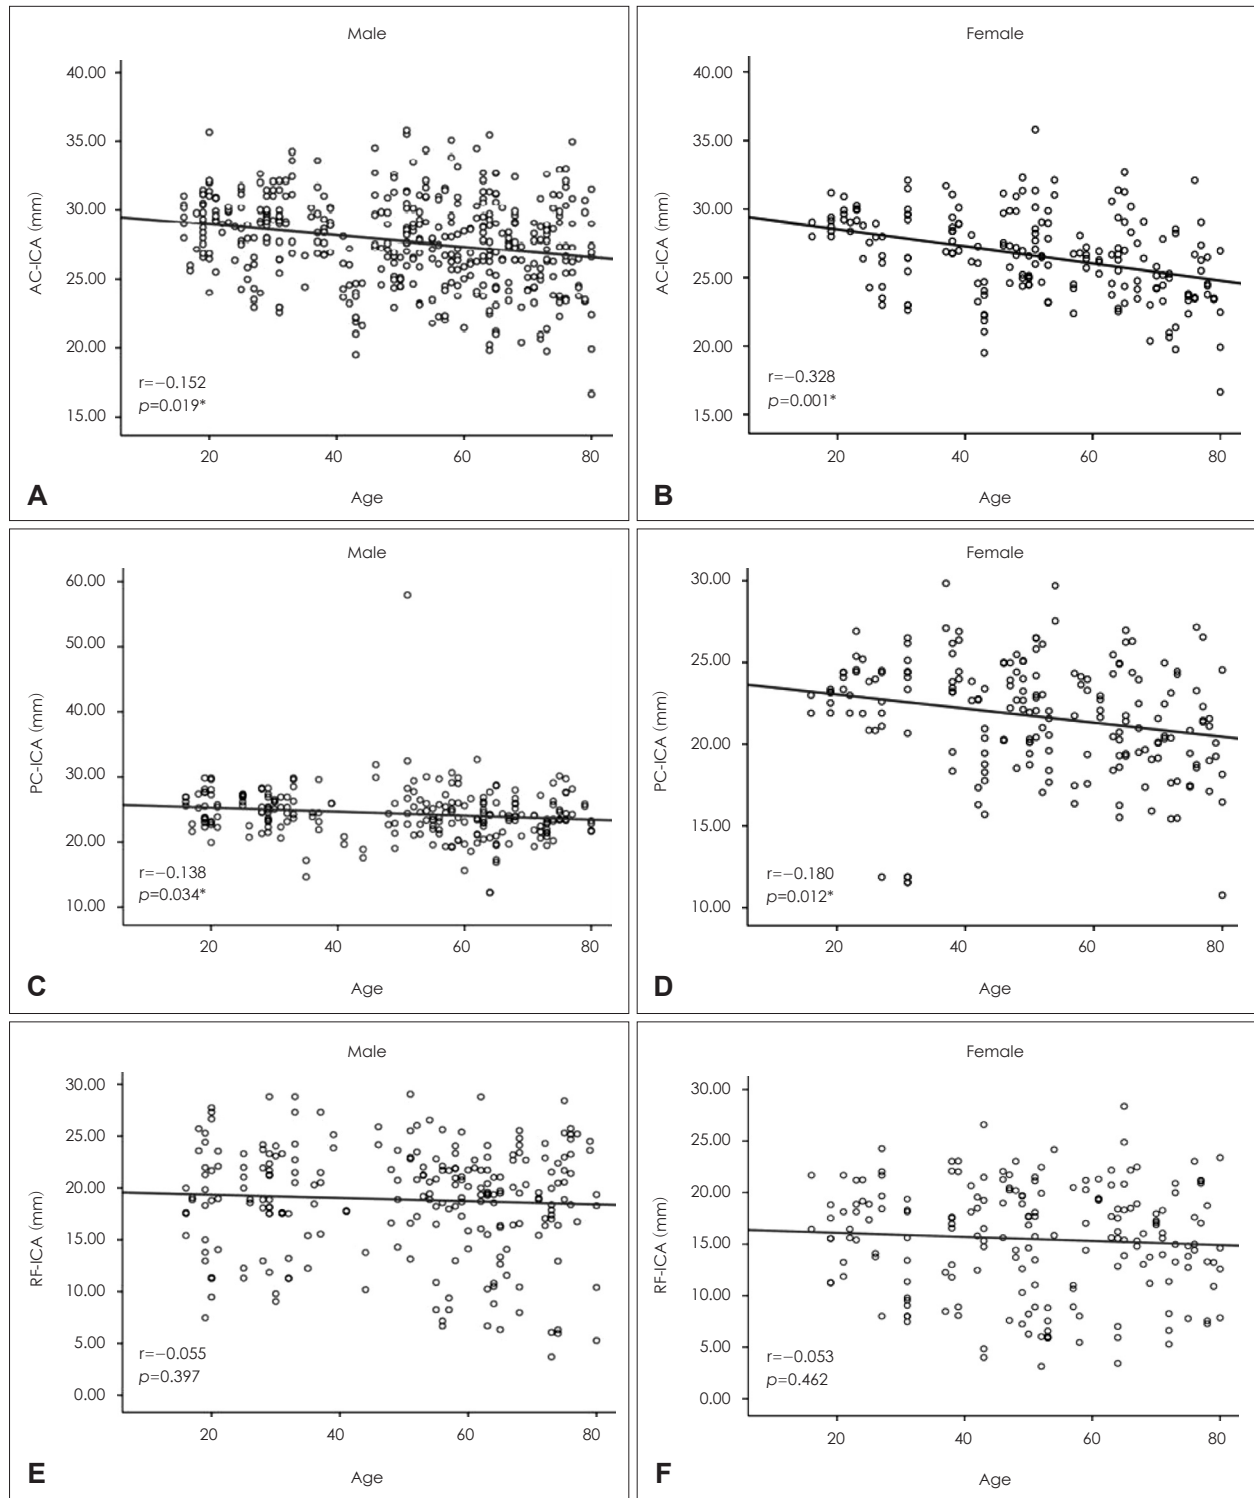 Male
40.00
35.00
30.00
25.00
20.00
15.00
AC-ICA (mm)
r=−0.152
p=0.019*
20 40 60 80
Age
A
Female
40.00
35.00
30.00
25.00
20.00
15.00
AC-ICA (mm)
r=−0.328
p=0.001*
20 40 60 80
Age
B
Male
60.00
50.00
40.00
30.00
20.00
10.00
PC-ICA (mm)
r=−0.138
p=0.034*
20 40 60 80
Age
C
Female
30.00
25.00
20.00
15.00
10.00
PC-ICA (mm)
r=−0.180
p=0.012*
20 40 60 80
Age
D
Male
30.00
25.00
20.00
15.00
10.00
5.00
0.00
RF-ICA (mm)
r=−0.055
p=0.397
20 40 60 80
Age
E
Female
30.00
25.00
20.00
15.00
10.00
5.00
0.00
RF-ICA (mm)
r=−0.053
p=0.462
20 40 60 80
Age
F